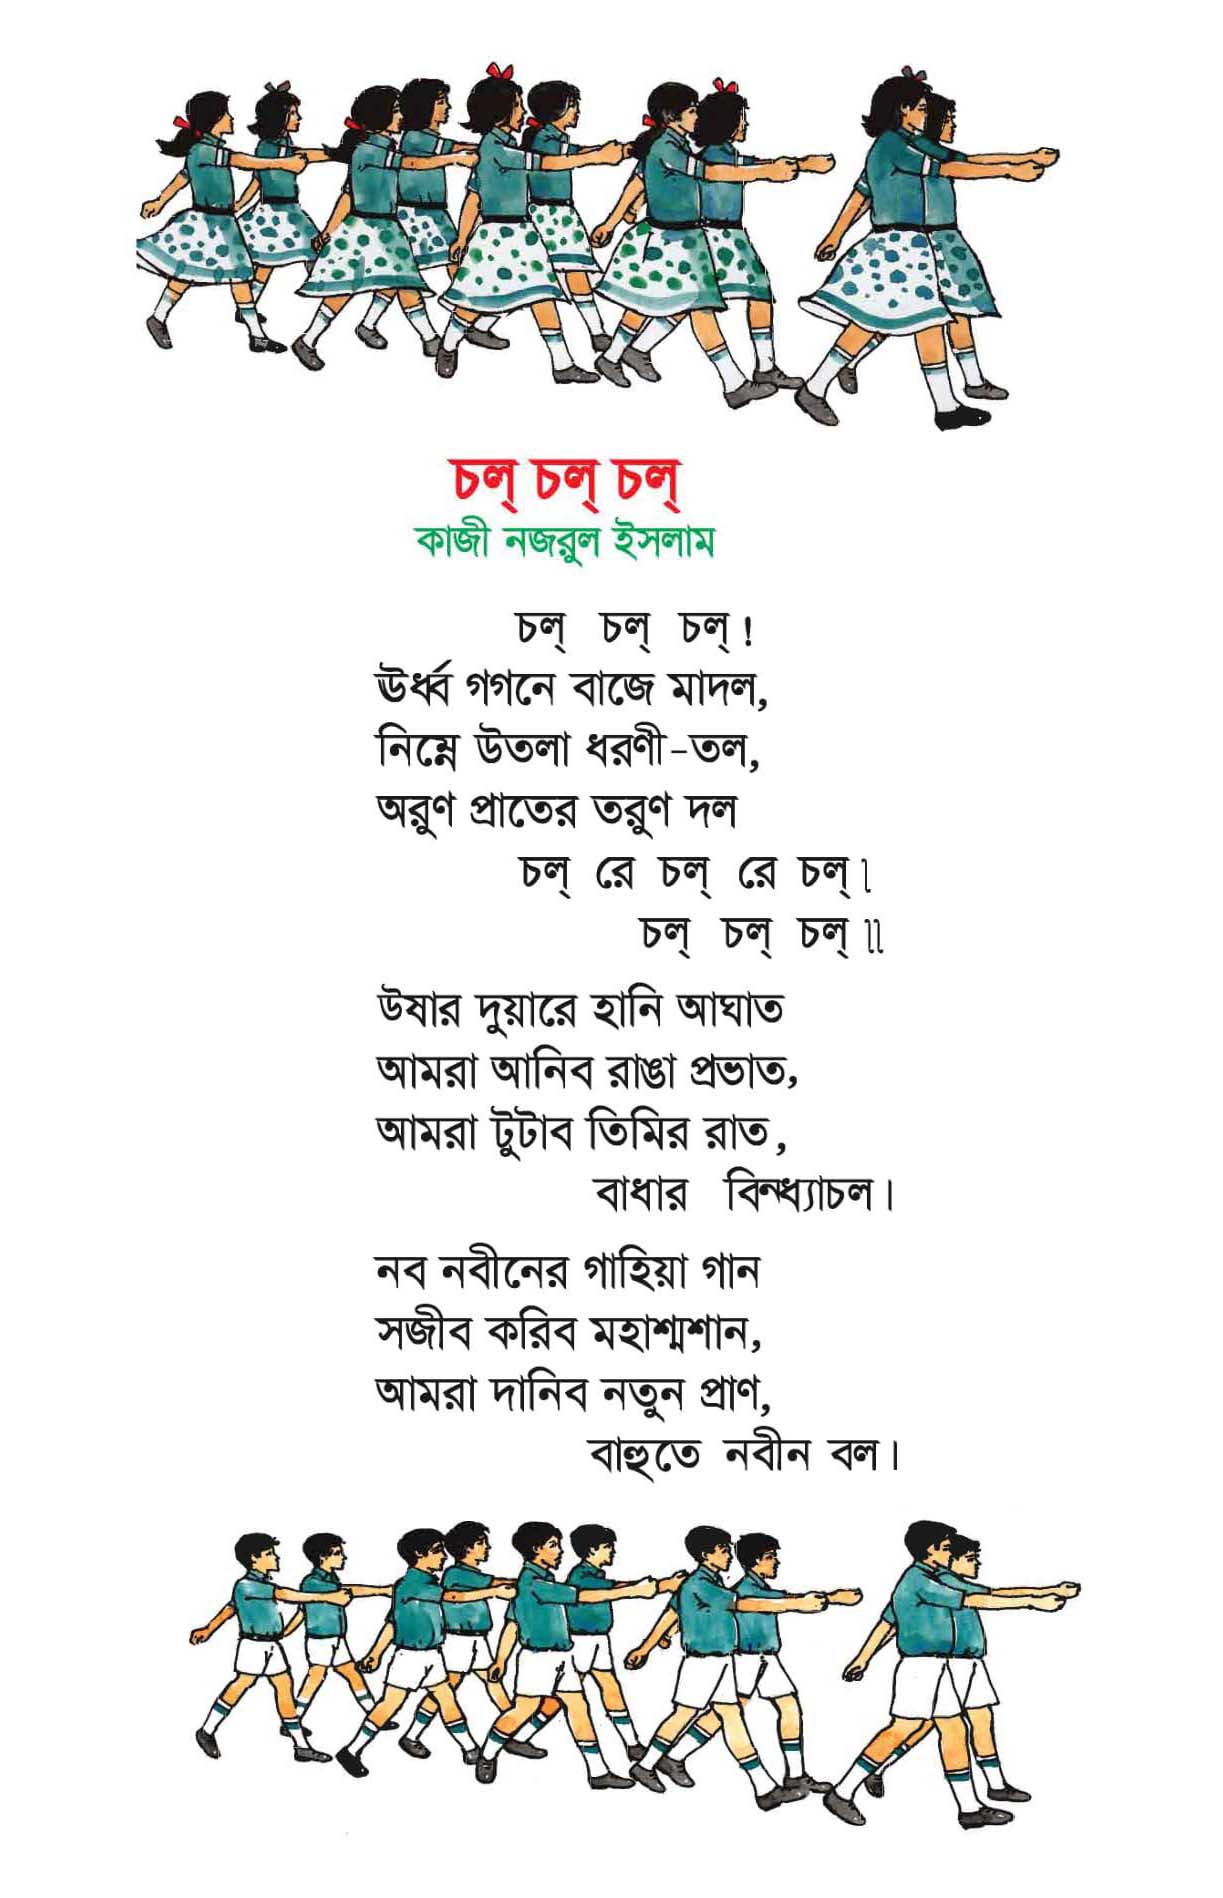 চল্ চল্ চল্
কাজী নজরুল ইসলাম
চল্ চল্ চল্!
ঊর্ধ্ব গগনে বাজে মাদল,
নিম্নে উতলা ধরণী-তল,
অরুণ প্রাতের তরুণ দল
চল্ রে চল্ রে চল্।
চল্ চল্ চল্॥
উষার দুয়ারে হানি আঘাত
আমরা আনিব রাঙা প্রভাত,
আমরা টুটাব তিমির রাত,
বাধার বিন্ধ্যাচল।
নব নবীনের গাহিয়া গান
সজীব করিব মহাশ্মশান,
আমরা দানিব নতুন প্রাণ,
বাহুতে নবীন বল।